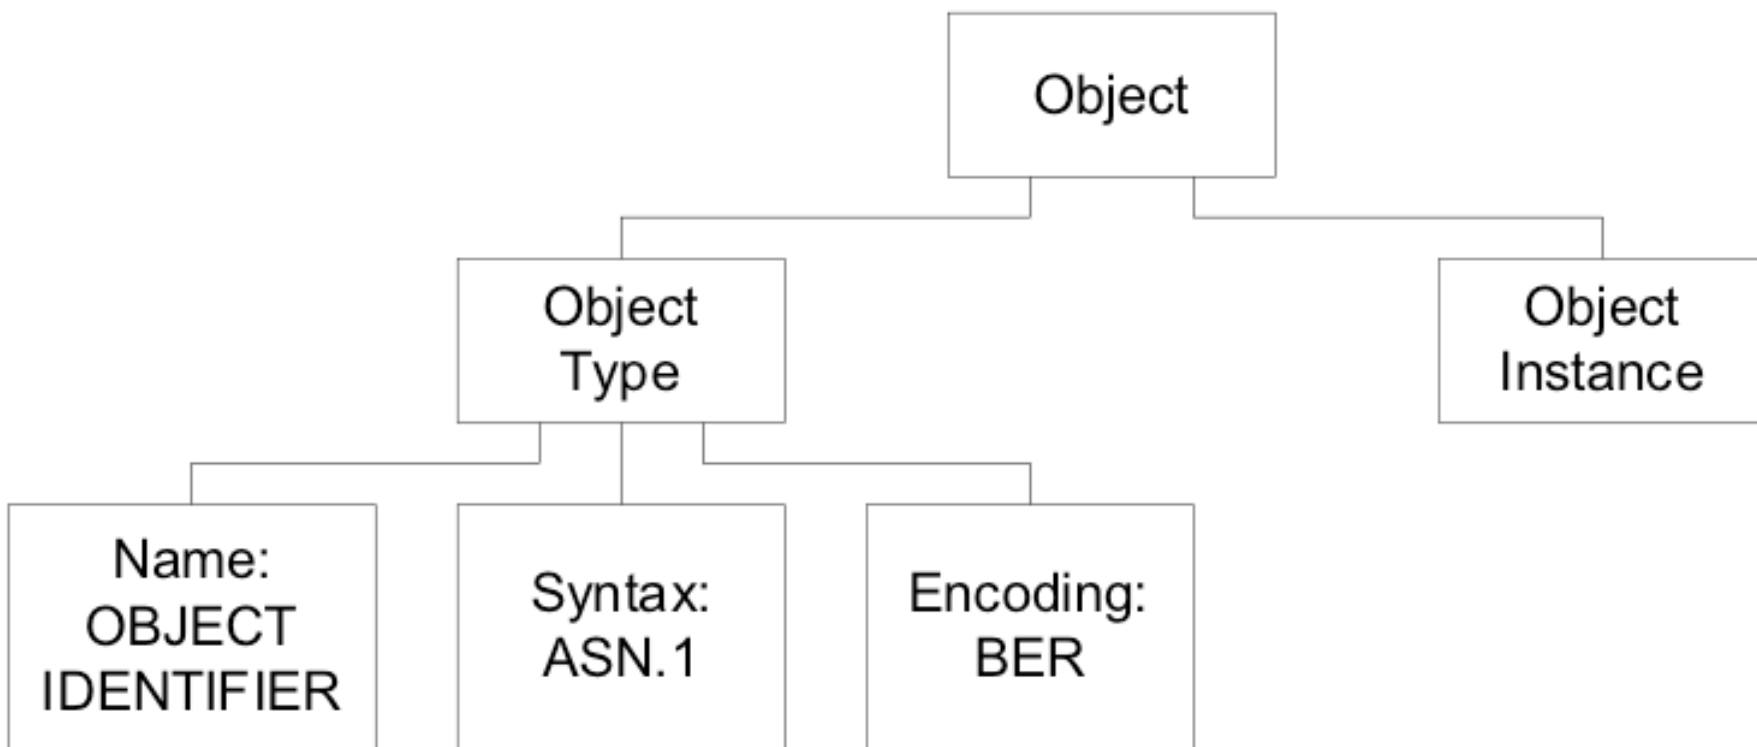 Object
Object
Type
Object
Instance
Name:
OBJECT
IDENTIFIER
Syntax:
ASN.1
Encoding:
BER